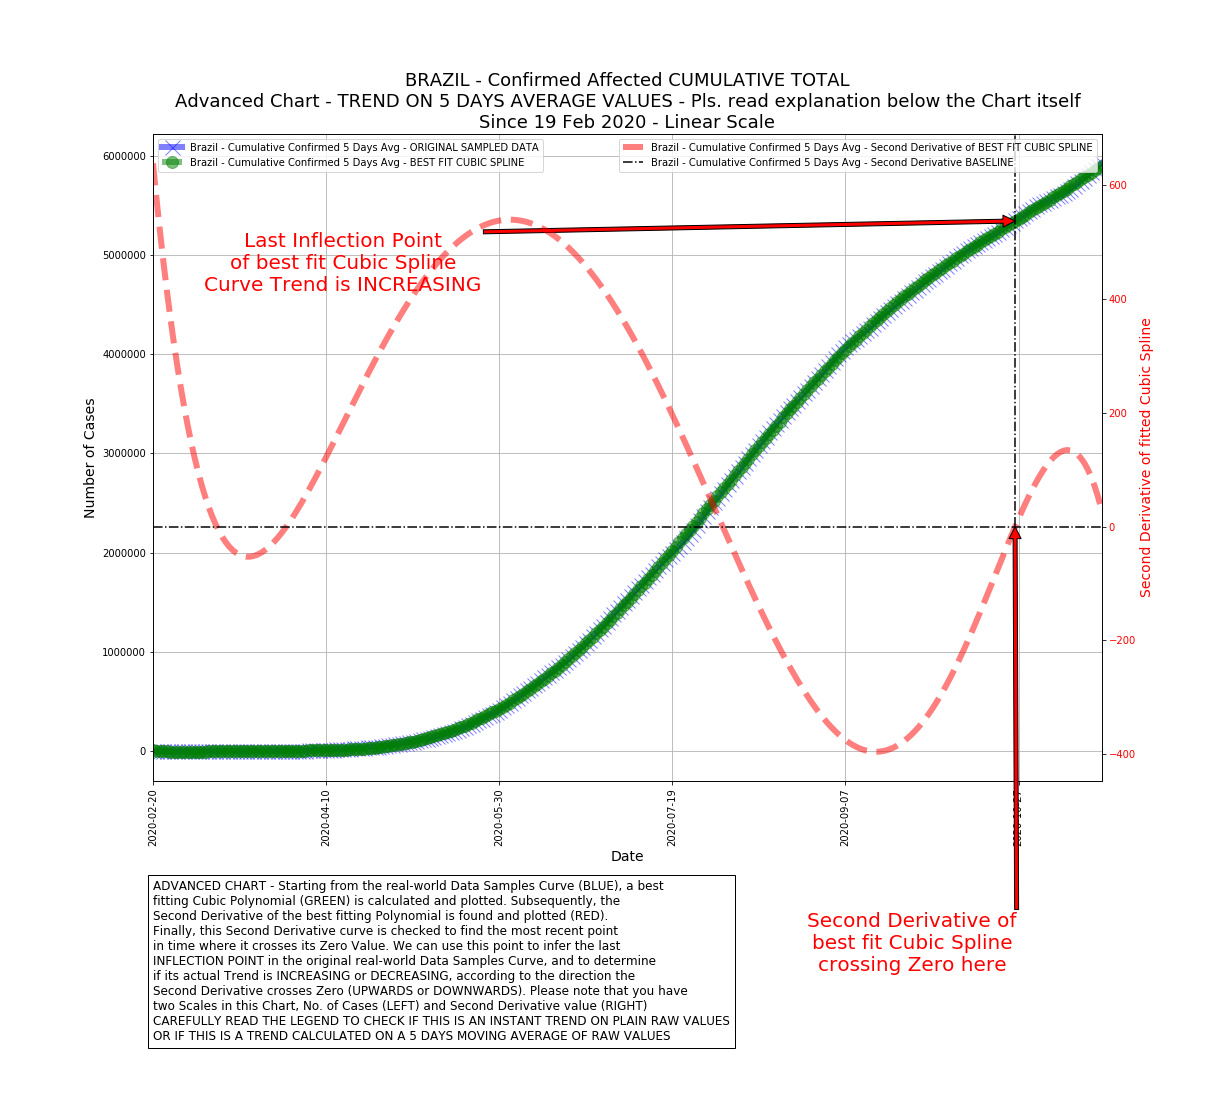 BRAZIL - Confirmed Affected CUMULATIVE TOTAL
Advanced Chart - TREND ON 5 DAYS AVERAGE VALUES - Pls. read explanation below the Chart itself
Since 19 Feb 2020 - Linear Scale
Brazil - Cumulative Confirmed 5 Days Avg - ORIGINAL SAMPLED DATA
Brazil - Cumulative Confirmed 5 Days Avg - BEST FIT CUBIC SPLINE
Brazil - Cumulative Confirmed 5 Days Avg - Second Derivative of BEST FIT CUBIC SPLINE
Brazil - Cumulative Confirmed 5 Days Avg - Second Derivative BASELINE
Last Inflection Point
of best fit Cubic Spline
Curve Trend is INCREASING
Number of Cases
6000000
5000000
4000000
3000000
2000000
1000000
0
600
400
200
0
−200
−400
Second Derivative of fitted Cubic Spline
2020-02-20
2020-04-10
2020-05-30
2020-07-19
2020-09-07
2020-10-27
Date
ADVANCED CHART - Starting from the real-world Data Samples Curve (BLUE), a best
fitting Cubic Polynomial (GREEN) is calculated and plotted. Subsequently, the
Second Derivative of the best fitting Polynomial is found and plotted (RED).
Finally, this Second Derivative curve is checked to find the most recent point
in time where it crosses its Zero Value. We can use this point to infer the last
INFLECTION POINT in the original real-world Data Samples Curve, and to determine
if its actual Trend is INCREASING or DECREASING, according to the direction the
Second Derivative crosses Zero (UPWARDS or DOWNWARDS). Please note that you have
two Scales in this Chart, No. of Cases (LEFT) and Second Derivative value (RIGHT)
CAREFULLY READ THE LEGEND TO CHECK IF THIS IS AN INSTANT TREND ON PLAIN RAW VALUES
OR IF THIS IS A TREND CALCULATED ON A 5 DAYS MOVING AVERAGE OF RAW VALUES
Second Derivative of
best fit Cubic Spline
crossing Zero here